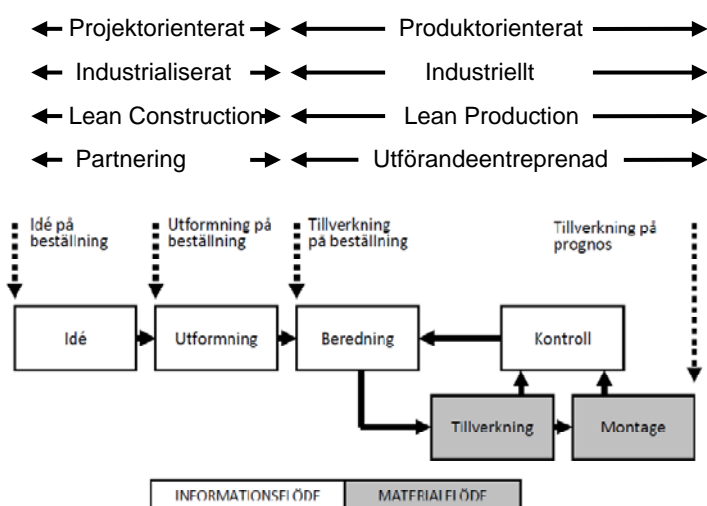 Projektorienterat Produktorienterat
Industrialiserat Industriellt
Lean Construction Lean Production
Partnering Utförandeentreprenad
Idé på
beställning
Utformning på
beställning
Tillverkning
på beställning
Tillverkning på
prognos
Idé
Utformning
Beredning
Kontroll
Tillverkning
Montage
INFORMATIONSFLÖDE MATERIALFLÖDE